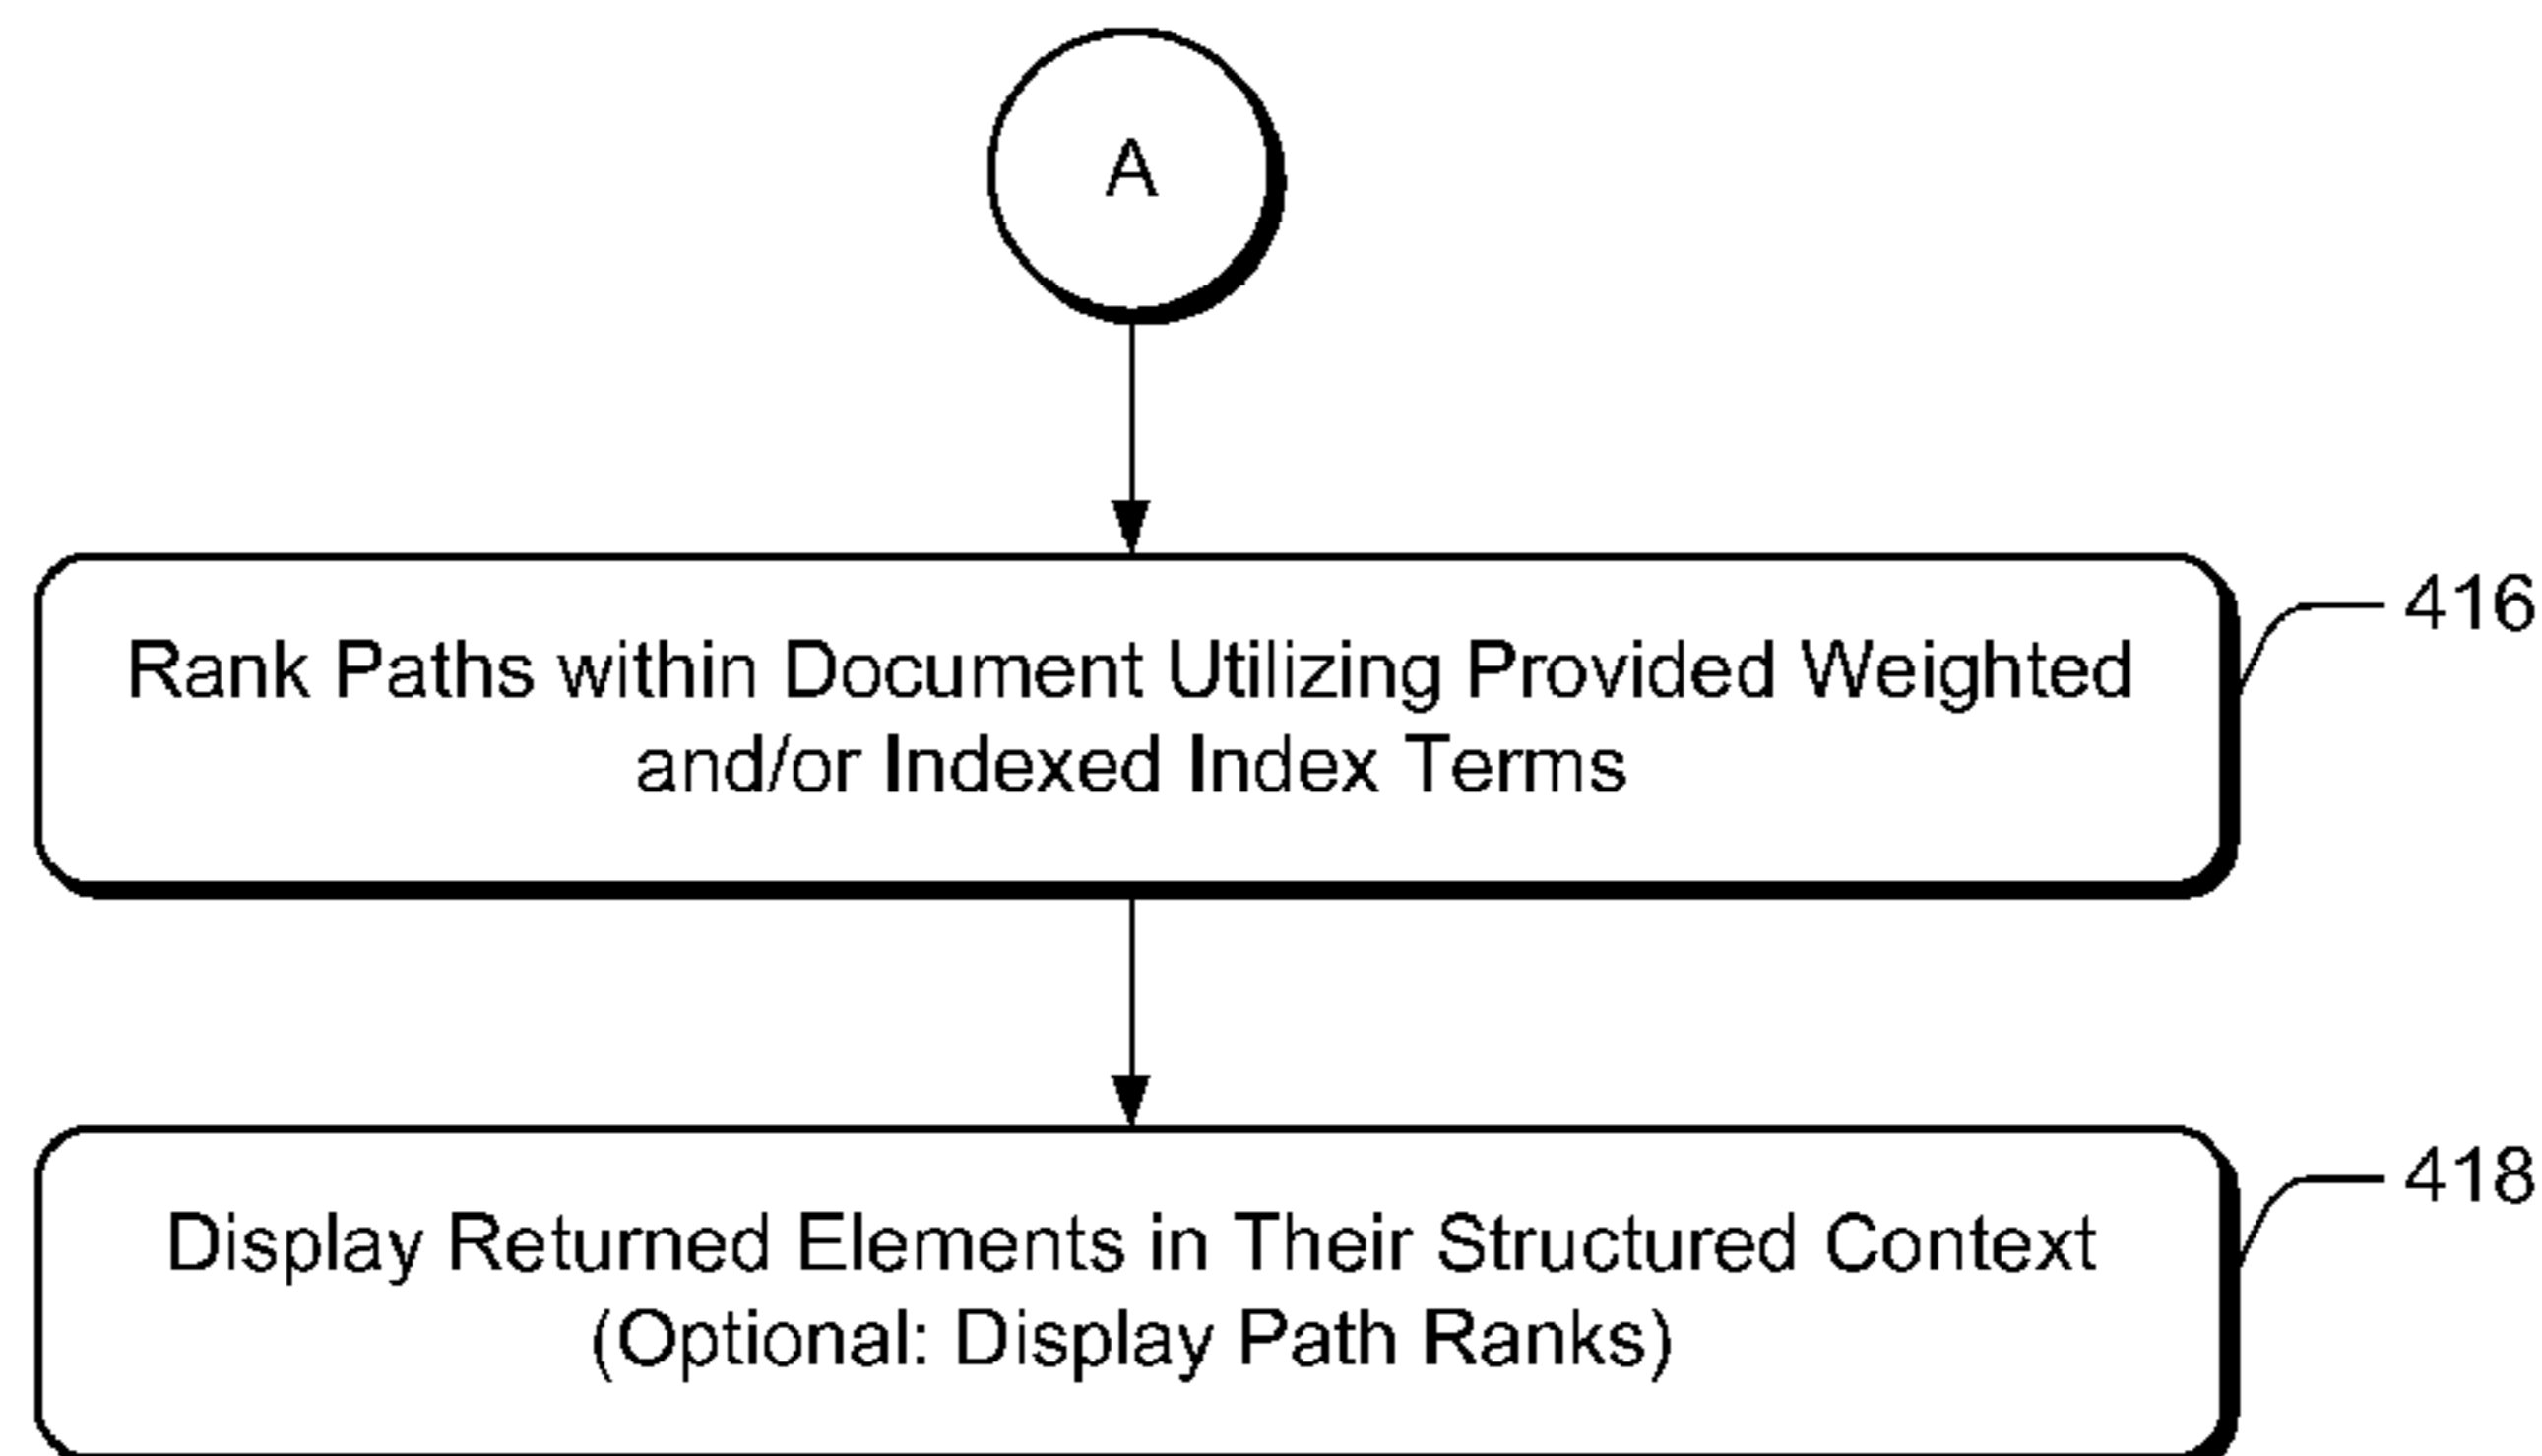 A
416
Rank Paths within Document Utilizing Provided Weighted
and/or Indexed Index Terms
418
Display Returned Elements in Their Structured Context
(Optional: Display Path Ranks)